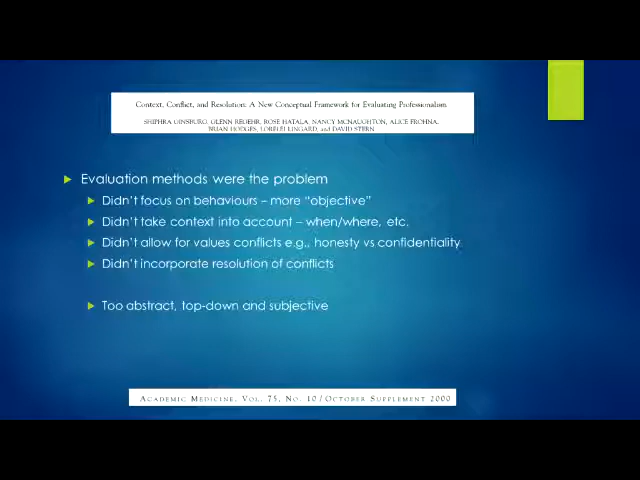 Context, Conflict, and Resolution: A New Conceptual Framework for Evaluating Professionalism
SHIPHRA GINSBURG, GLENN REGEHR, ROSE HATALA, NANCY MCNAUGHTON, ALICE FROHNA,
BRIAN HODGES, LORELEI LINGARD, and DAVID STERN
Evaluation methods were the problem
Didn't focus on behaviours – more "objective"
Didn't take context into account – when/where, etc.
Didn't allow for values conflicts e.g., honesty vs confidentiality
Didn't incorporate resolution of conflicts
Too abstract, top-down and subjective
ACADEMIC MEDICINE, VOL. 75, NO. 10 / OCTOBER SUPPLEMENT 2000